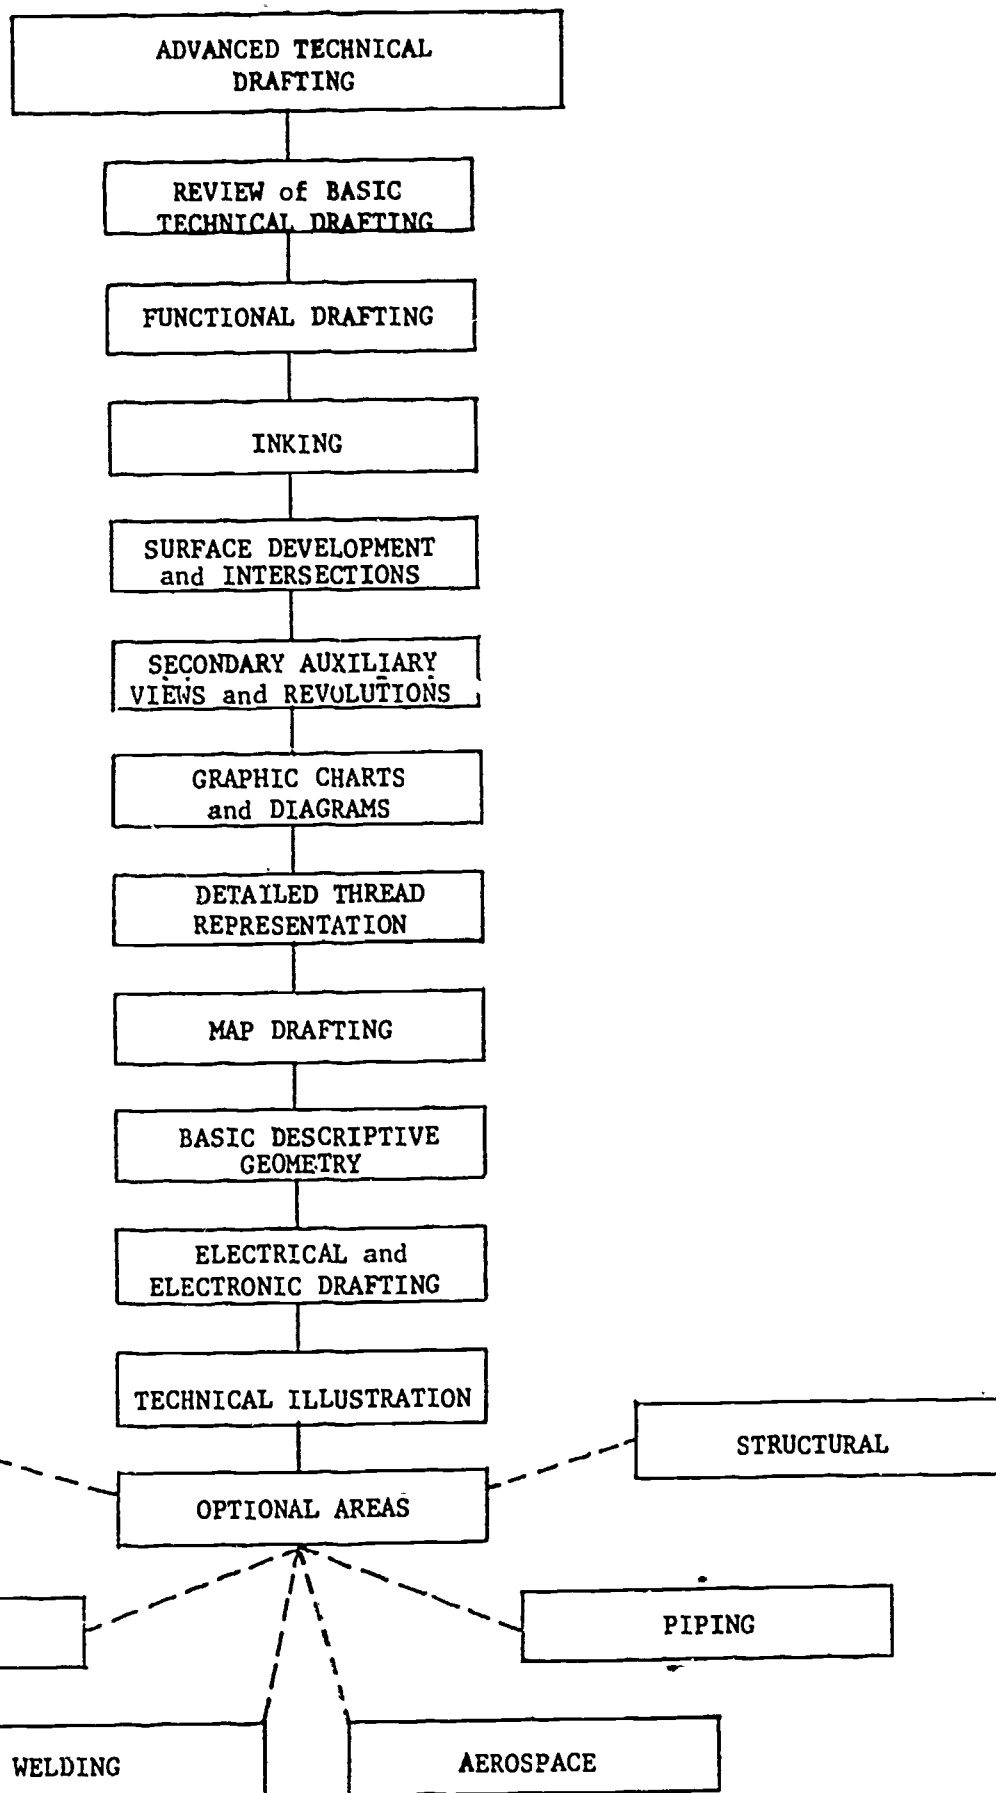 ADVANCED TECHNICAL
DRAFTING
REVIEW of BASIC
TECHNICAL DRAFTING
FUNCTIONAL DRAFTING
INKING
SURFACE DEVELOPMENT
and INTERSECTIONS
SECONDARY AUXILIARY
VIEWS and REVOLUTIONS
GRAPHIC CHARTS
and DIAGRAMS
DETAILED THREAD
REPRESENTATION
MAP DRAFTING
BASIC DESCRIPTIVE
GEOMETRY
ELECTRICAL and
ELECTRONIC DRAFTING
TECHNICAL ILLUSTRATION
STRUCTURAL
OPTIONAL AREAS
PIPING
WELDING
AEROSPACE